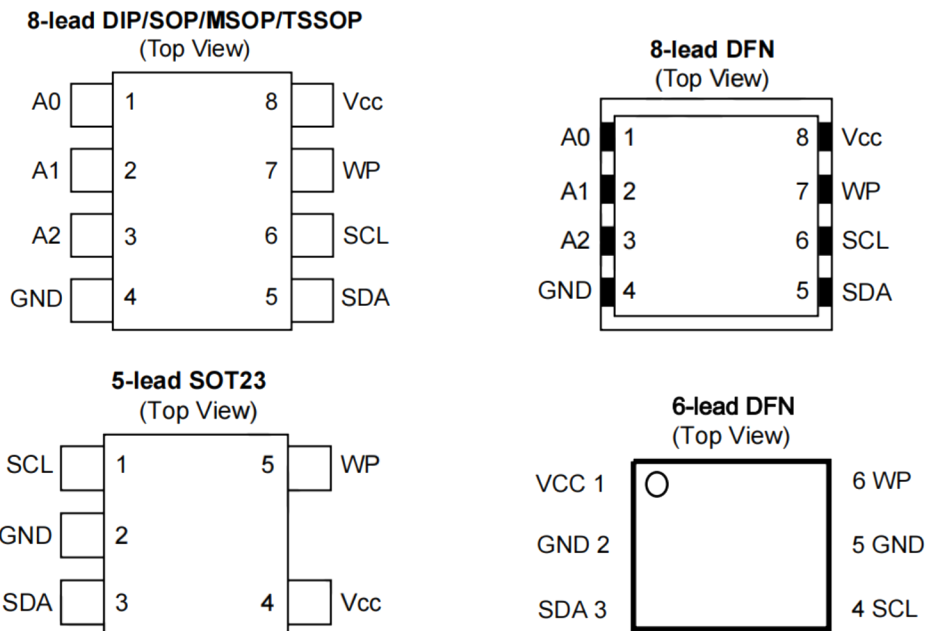 8-lead DIP/SOP/MSOP/TSSOP
(Top View)
A0 1 8 Vcc
A1 2 7 WP
A2 3 6 SCL
GND 4 5 SDA
8-lead DFN
(Top View)
A0 1 8 Vcc
A1 2 7 WP
A2 3 6 SCL
GND 4 5 SDA
5-lead SOT23
(Top View)
SCL 1 5 WP
GND 2
SDA 3 4 Vcc
6-lead DFN
(Top View)
VCC 1 6 WP
GND 2 5 GND
SDA 3 4 SCL